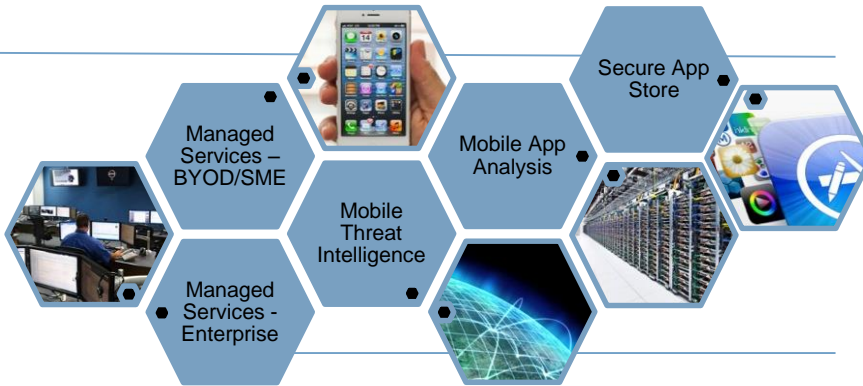 Secure App
Store
Managed
Services –
BYOD/SME
Mobile App
Analysis
Mobile
Threat
Intelligence
Managed
Services -
Enterprise